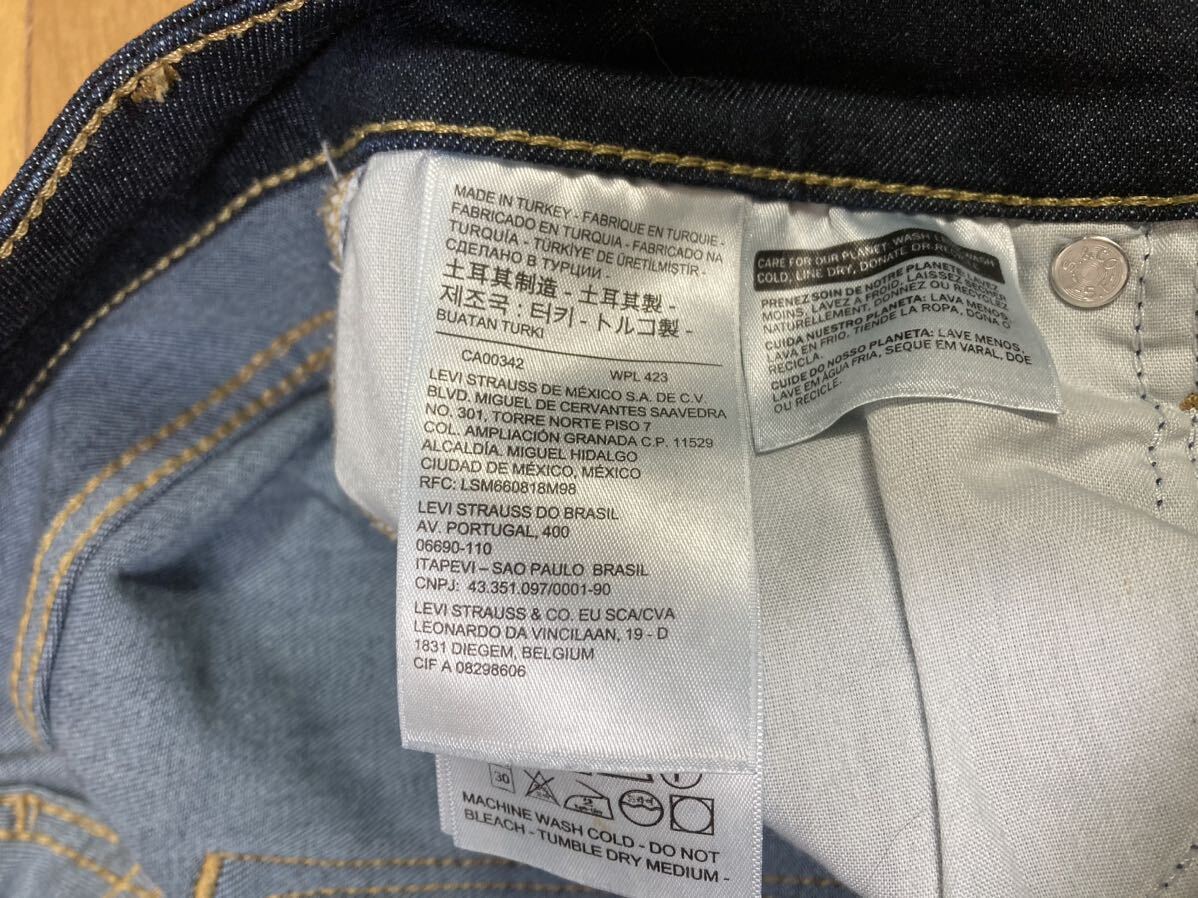 MADE IN TURKEY - FABRIQUE EN TURQUIE -
FABRICADO EN TURQUIA - FABRICADO NA
TURQUÍA - TÜRKİYE' DE ÜRETİLMİSTİR -
СДЕЛАНО В ТУРЦИИ -
土耳其制造 - 土耳其製 -
제조국 : 터키 - トルコ製 -
BUATAN TURKI
CA00342 WPL 423
LEVI STRAUSS DE MÉXICO S.A. DE C.V.
BLVD. MIGUEL DE CERVANTES SAAVEDRA
NO. 301, TORRE NORTE PISO 7
COL. AMPLIACIÓN GRANADA C.P. 11529
ALCALDÍA. MIGUEL HIDALGO
CIUDAD DE MÉXICO, MÉXICO
RFC: LSM660818M98
LEVI STRAUSS DO BRASIL
AV. PORTUGAL, 400
06690-110
ITAPEVI – SAO PAULO BRASIL
CNPJ: 43.351.097/0001-90
LEVI STRAUSS & CO. EU SCA/CVA
LEONARDO DA VINCILAAN, 19 - D
1831 DIEGEM, BELGIUM
CIF A 08298606
CARE FOR OUR PLANET: WASH LESS, WASH
COLD, LINE DRY, DONATE OR RECYCLE.
PRENEZ SOIN DE NOTRE PLANÈTE: LAVEZ
MOINS, LAVEZ A FROID, LAISSEZ SÉCHER
NATURELLEMENT, DONNEZ OU RECYCLEZ
CUIDA NUESTRO PLANETA: LAVA MENOS,
LAVA EN FRIO, TIENDE LA ROPA, DONA O
RECICLA.
CUIDE DO NOSSO PLANETA: LAVE MENOS,
LAVE EM ÁGUA FRIA, SEQUE EM VARAL, DOE
OU RECICLE.
30
MACHINE WASH COLD - DO NOT
BLEACH - TUMBLE DRY MEDIUM -